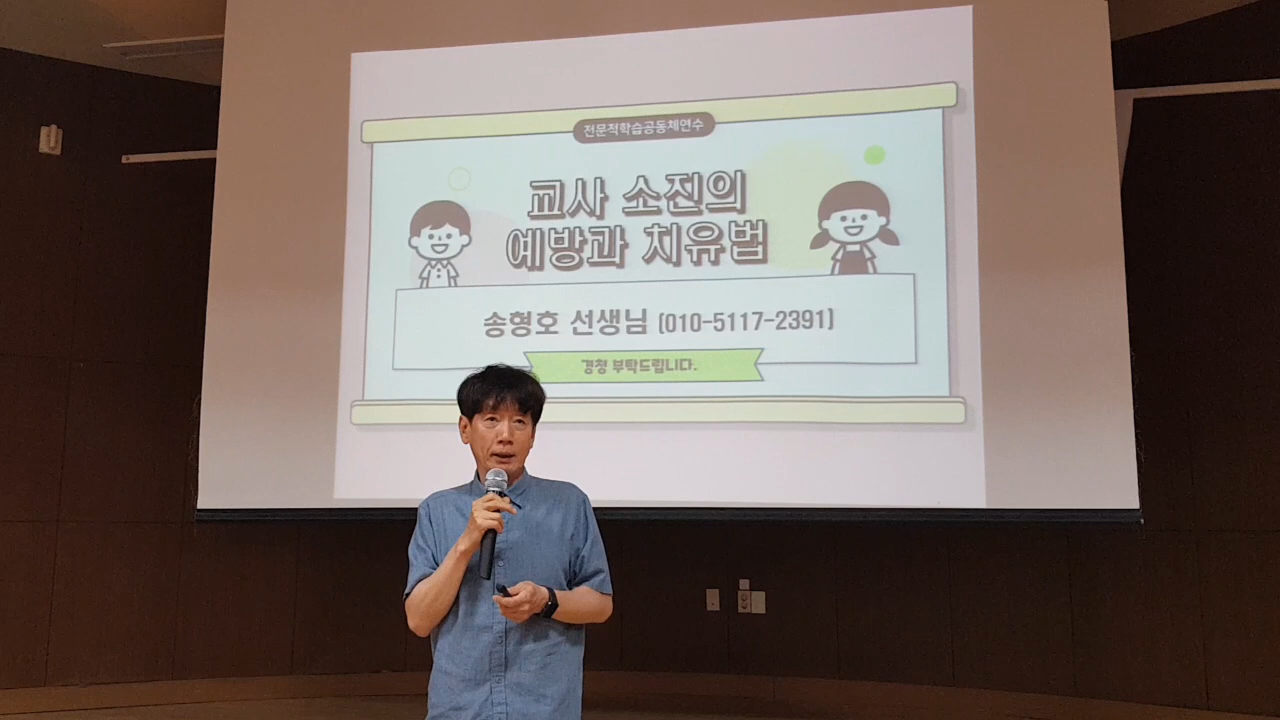 전문적학습공동체연수
교사 소진의
예방과 치유법
송형호 선생님 (010-5117-2391)
경청 부탁드립니다.